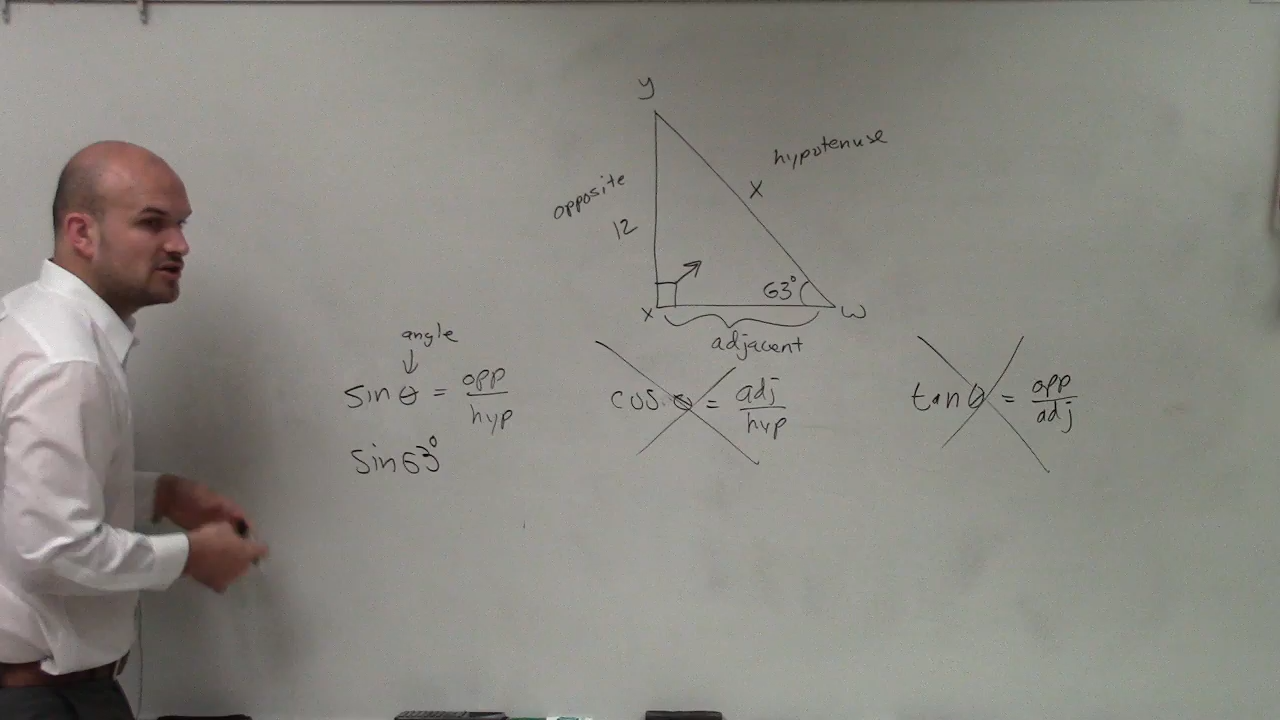 y
hypotenuse
opposite
x
12
63°
x
w
adjacent
angle
↓
sin θ = opp/hyp
cos θ = adj/hyp
tan θ = opp/adj
sin 63°